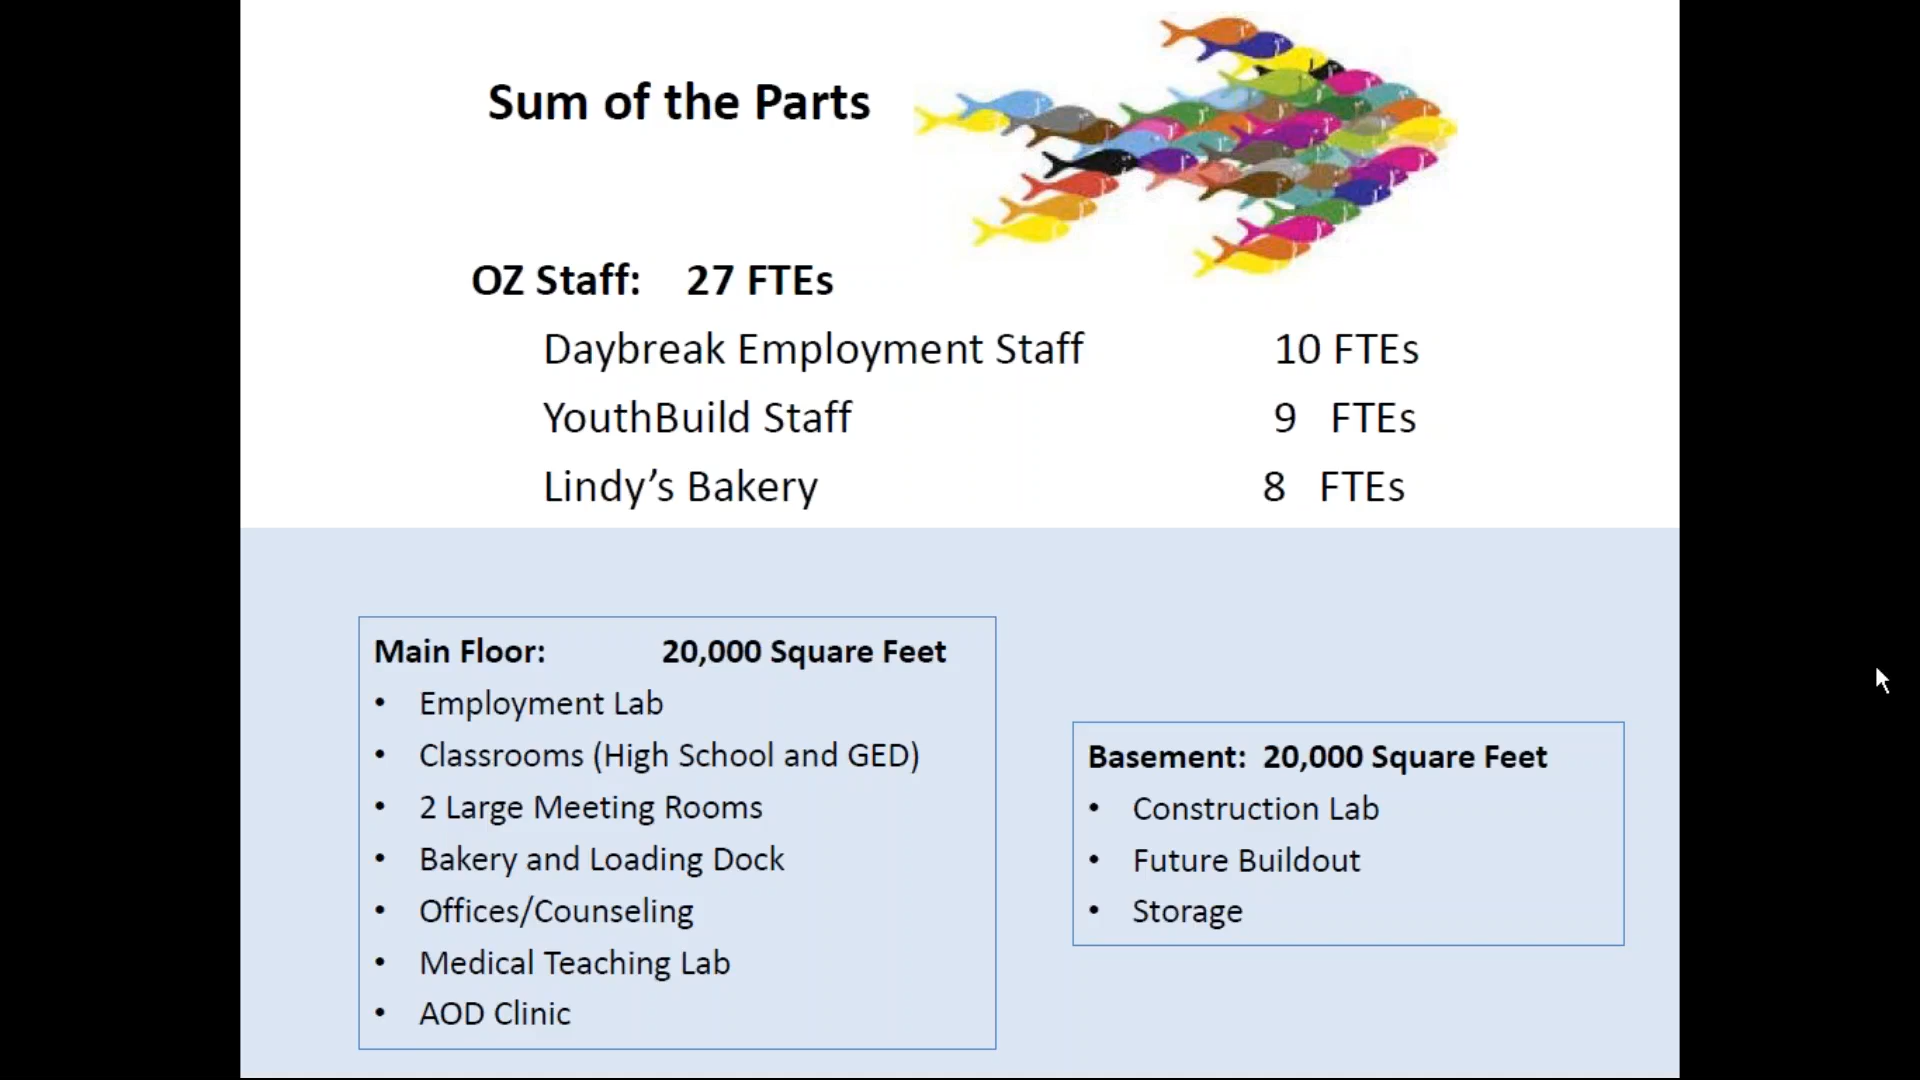 Sum of the Parts
OZ Staff: 27 FTEs
Daybreak Employment Staff 10 FTEs
YouthBuild Staff 9 FTEs
Lindy’s Bakery 8 FTEs
Main Floor: 20,000 Square Feet
• Employment Lab
• Classrooms (High School and GED)
• 2 Large Meeting Rooms
• Bakery and Loading Dock
• Offices/Counseling
• Medical Teaching Lab
• AOD Clinic
Basement: 20,000 Square Feet
• Construction Lab
• Future Buildout
• Storage